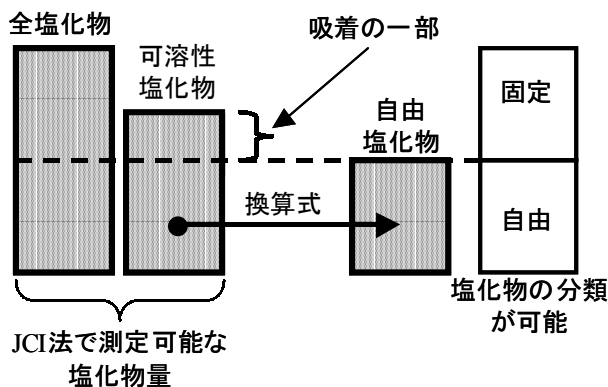 全塩化物
可溶性
塩化物
吸着の一部
自由
塩化物
固定
換算式
自由
塩化物の分類
が可能
JCI法で測定可能な
塩化物量